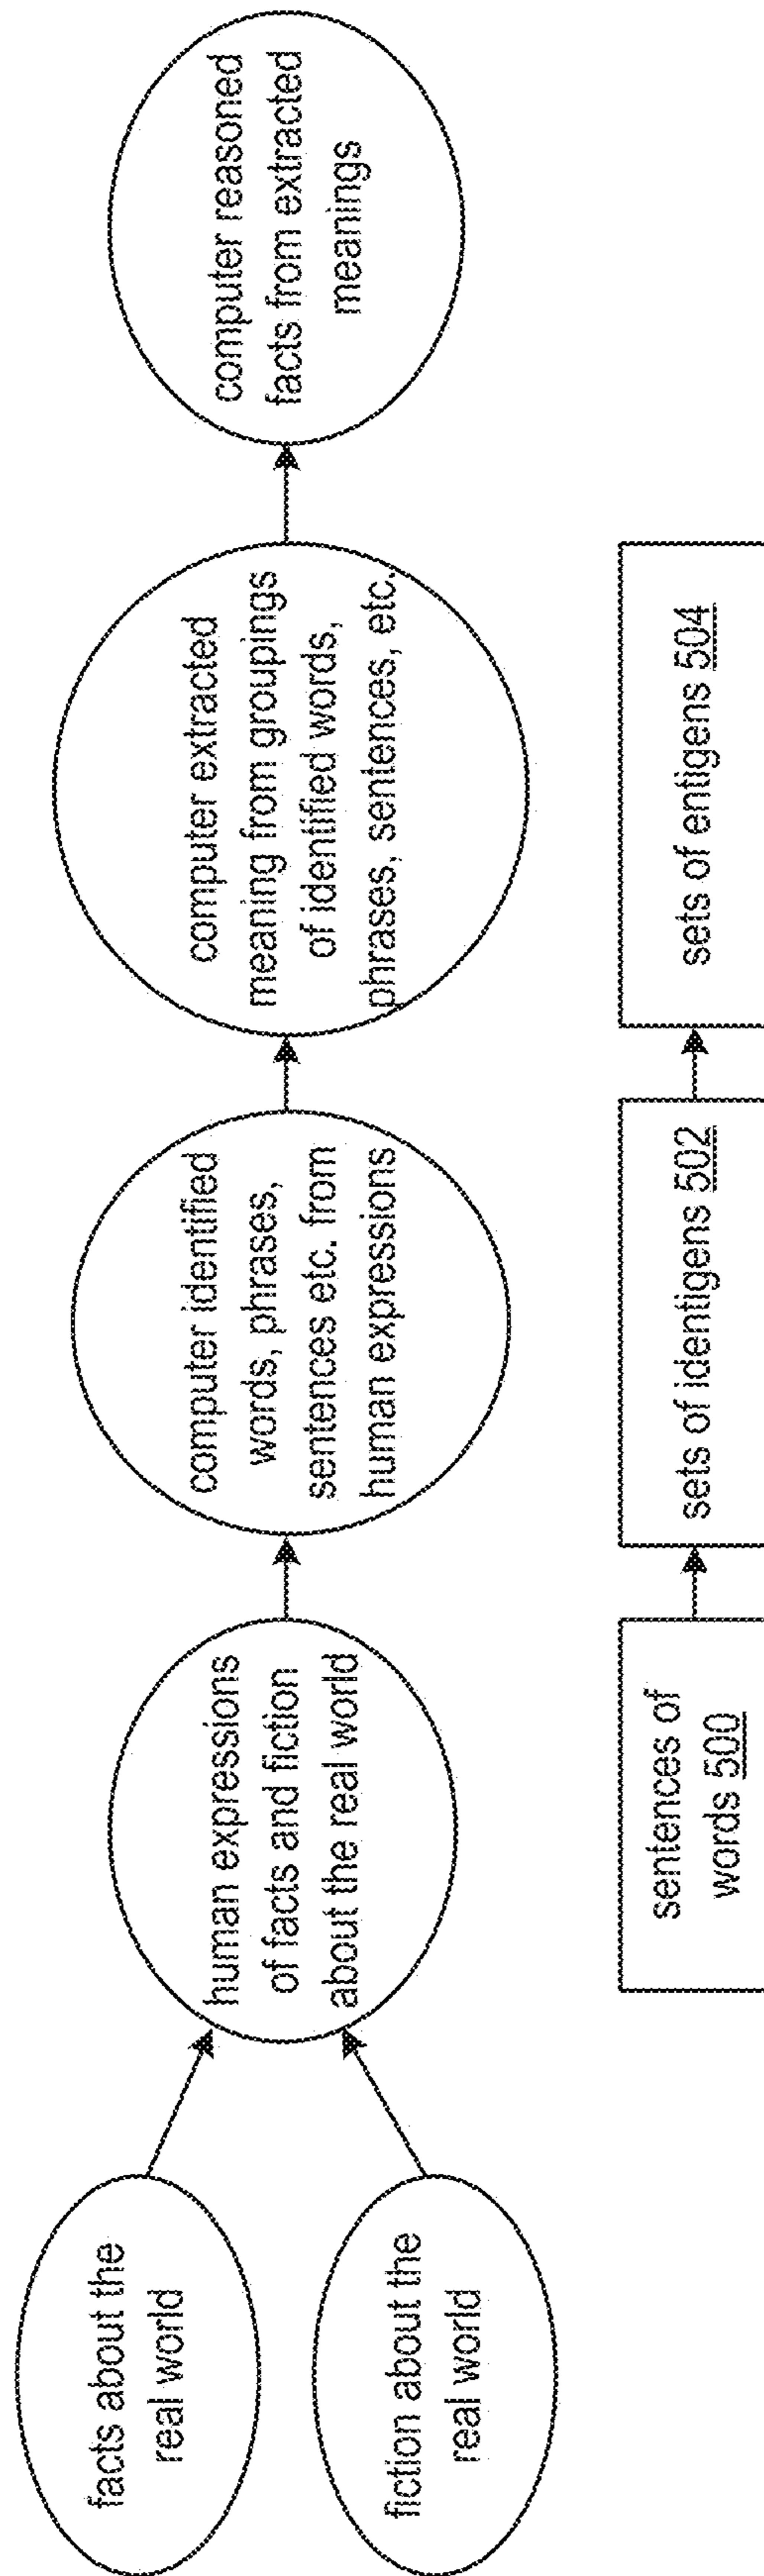 facts about the
real world
fiction about the
real world
human expressions
of facts and fiction
about the real world
computer identified
words, phrases,
sentences etc. from
human expressions
computer extracted
meaning from groupings
of identified words,
phrases, sentences, etc.
computer reasoned
facts from extracted
meanings
sentences of
words 500
sets of identigens 502
sets of entigens 504